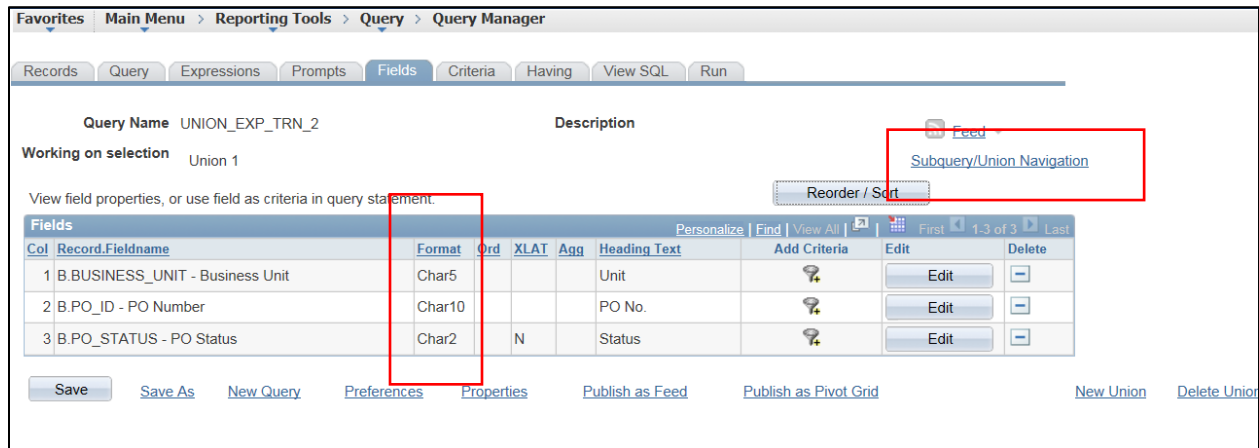 Favorites Main Menu > Reporting Tools > Query > Query Manager
Records Query Expressions Prompts Fields Criteria Having View SQL Run
Query Name UNION_EXP_TRN_2 Description Feed
Working on selection Union 1 Subquery/Union Navigation
View field properties, or use field as criteria in query statement. Reorder / Sort
Fields Personalize | Find | View All | | First 1-3 of 3 Last
Col Record.Fieldname Format Ord XLAT Agg Heading Text Add Criteria Edit Delete
1 B.BUSINESS_UNIT - Business Unit Char5 Unit Edit
2 B.PO_ID - PO Number Char10 PO No. Edit
3 B.PO_STATUS - PO Status Char2 N Status Edit
Save Save As New Query Preferences Properties Publish as Feed Publish as Pivot Grid New Union Delete Union